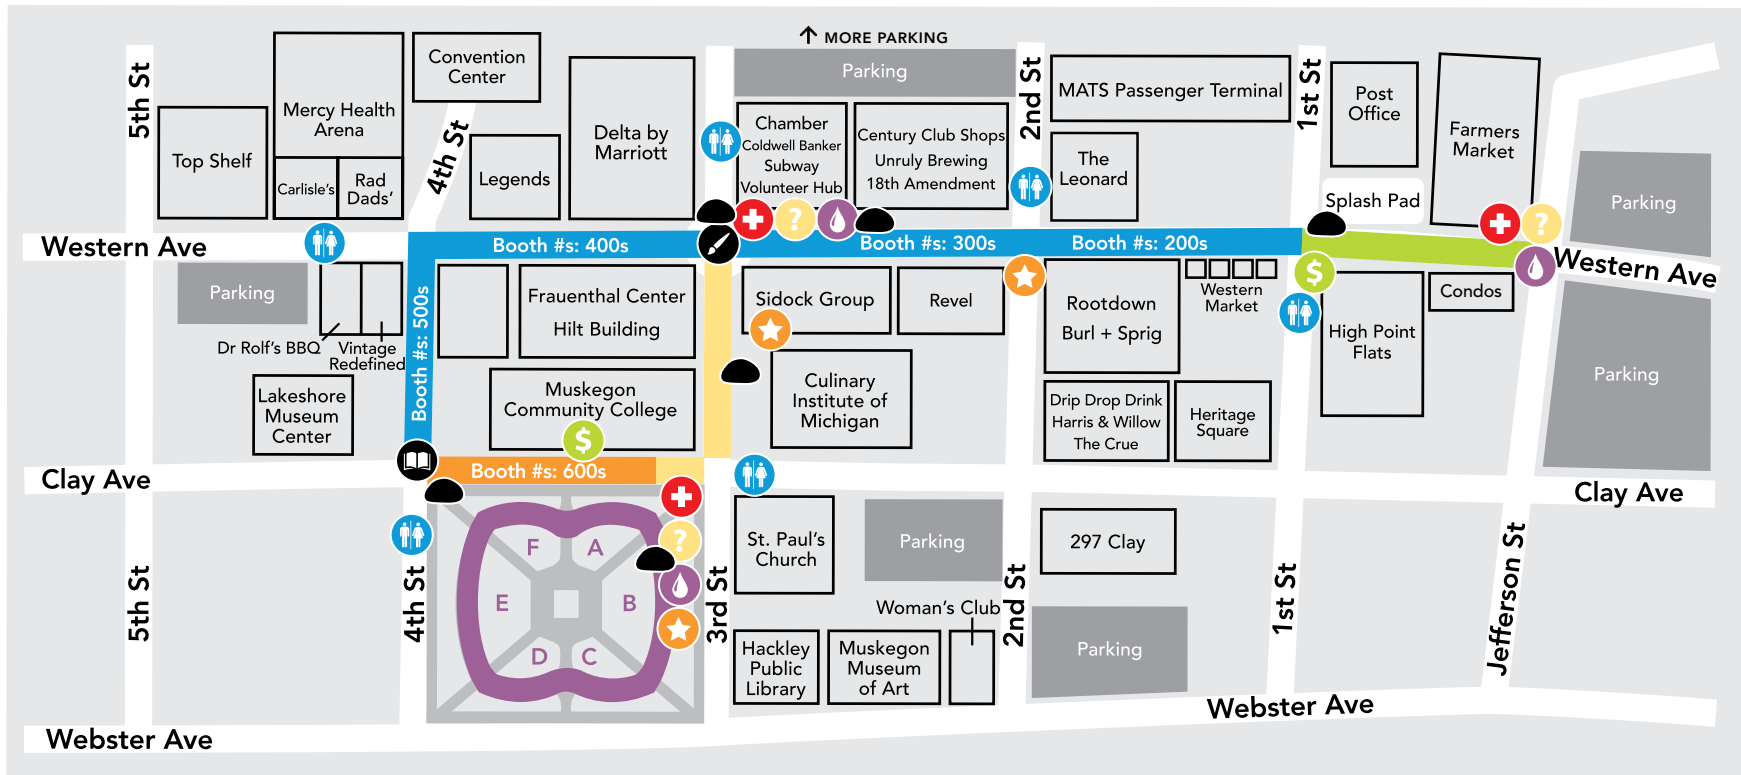 MORE PARKING
Convention
Center
Parking
5th St
2nd St
1st St
MATS Passenger Terminal
Mercy Health
Arena
Post
Office
Top Shelf
Carlisle's
Rad
Dads'
4th St
Legends
Delta by
Marriott
Chamber
Coldwell Banker
Subway
Volunteer Hub
Century Club Shops
Unruly Brewing
18th Amendment
The
Leonard
Splash Pad
Farmers
Market
Parking
?
?
Western Ave
Booth #s: 400s
Booth #s: 300s
Booth #s: 200s
Western Ave
Parking
Dr Rolf's BBQ
Vintage
Redefined
Booth #s: 500s
Frauenthal Center
Hilt Building
Sidock Group
Revel
Rootdown
Burl + Sprig
Western
Market
$
Condos
High Point
Flats
Parking
Lakeshore
Museum
Center
Muskegon
Community College
$
Culinary
Institute of
Michigan
Drip Drop Drink
Harris & Willow
The Crue
Heritage
Square
Clay Ave
Booth #s: 600s
Clay Ave
5th St
4th St
F
A
E
B
D
C
?
3rd St
St. Paul's
Church
Parking
297 Clay
Woman's Club
2nd St
1st St
Jefferson St
Hackley
Public
Library
Muskegon
Museum
of Art
Parking
Webster Ave
Webster Ave